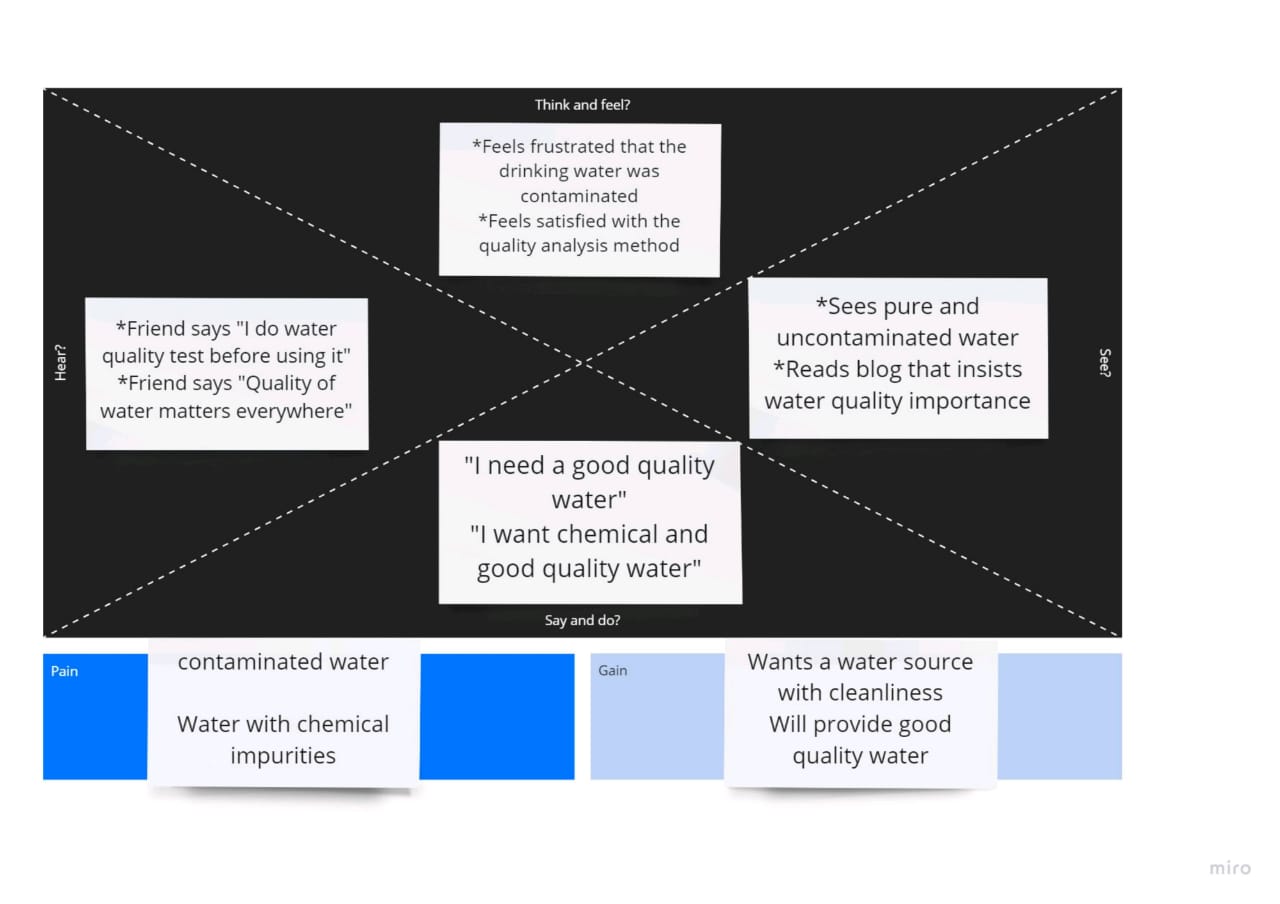 Think and feel?
*Feels frustrated that the
drinking water was
contaminated
*Feels satisfied with the
quality analysis method
Hear?
*Friend says "I do water
quality test before using it"
*Friend says "Quality of
water matters everywhere"
*Sees pure and
uncontaminated water
*Reads blog that insists
water quality importance
See?
"I need a good quality
water"
"I want chemical and
good quality water"
Say and do?
Pain
contaminated water
Water with chemical
impurities
Gain
Wants a water source
with cleanliness
Will provide good
quality water
miro